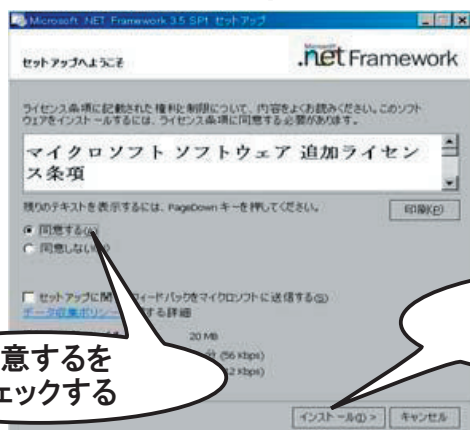 Microsoft .NET Framework 3.5 SP1 セットアップ
セットアップへようこそ
Microsoft
.net Framework
ライセンス条項に記載された権利と制限について、内容をよくお読みください。このソフト
ウェアをインストールするには、ライセンス条項に同意する必要があります。
マイクロソフト ソフトウェア 追加ライセン
ス条項
残りのテキストを表示するには、PageDown キーを押してください。
印刷(P)
同意する(A)
同意しない
セットアップに関 フィードバックをマイクロソフトに送信する(S)
データ収集ポリシー する詳細
20 MB
(56 kbps)
2 kbps)
意するを
ェックする
インストール(I) >
キャンセル